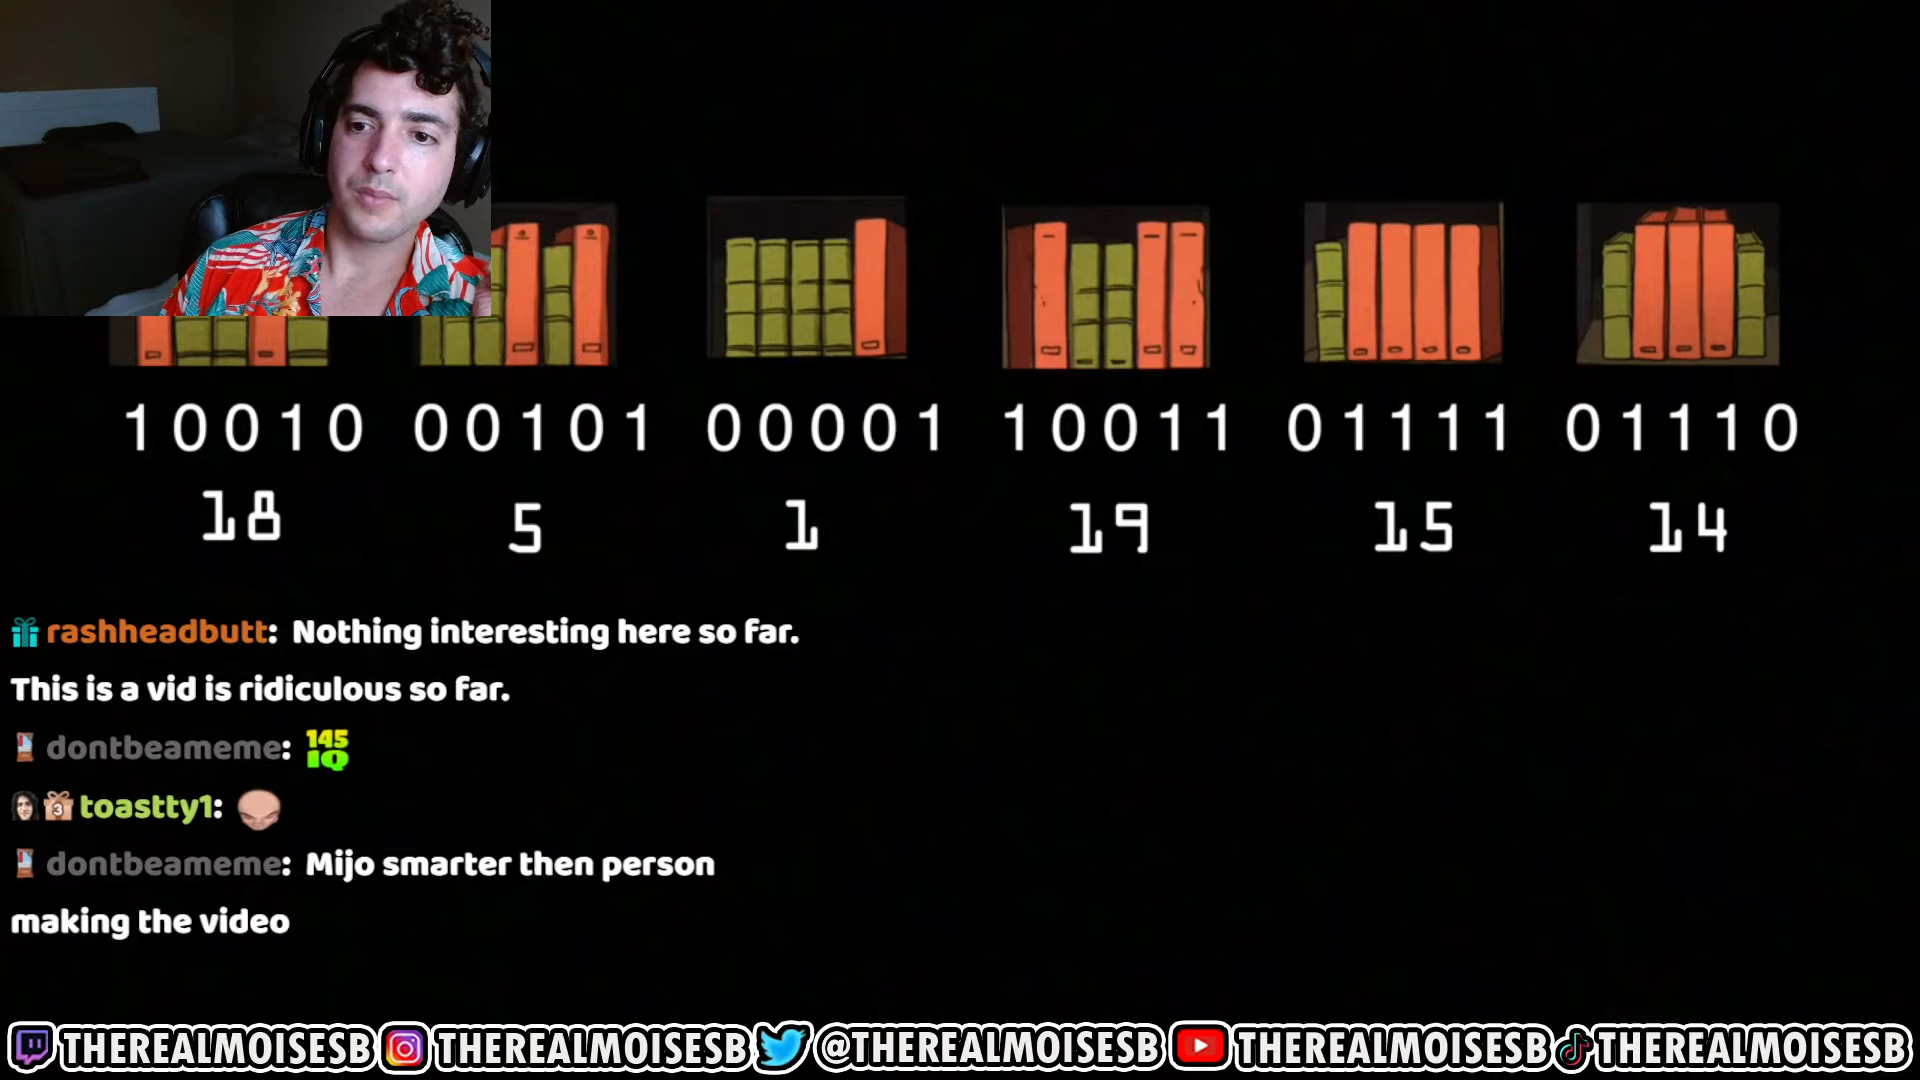 10010 00101 00001 10011 01111 01110
18 5 1 19 15 14
rashheadbutt: Nothing interesting here so far.
This is a vid is ridiculous so far.
dontbeameme: 145 IQ
3 toastty1:
dontbeameme: Mijo smarter then person
making the video
THEREALMOISESB THEREALMOISESB @THEREALMOISESB THEREALMOISESB THEREALMOISESB